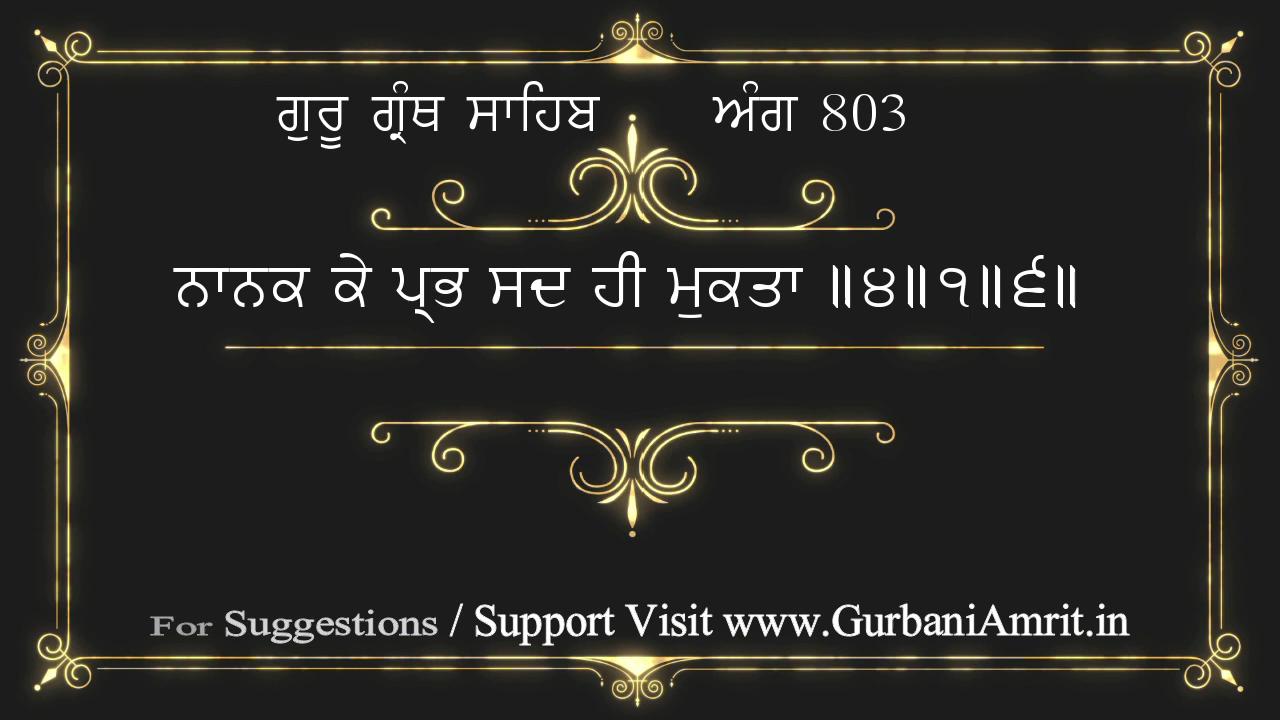 ਗੁਰੂ ਗ੍ਰੰਥ ਸਾਹਿਬ ਅੰਗ 803
ਨਾਨਕ ਕੇ ਪ੍ਰਭ ਸਦ ਹੀ ਮੁਕਤਾ ॥੪॥੧॥੬॥
For Suggestions / Support Visit www.GurbaniAmrit.in